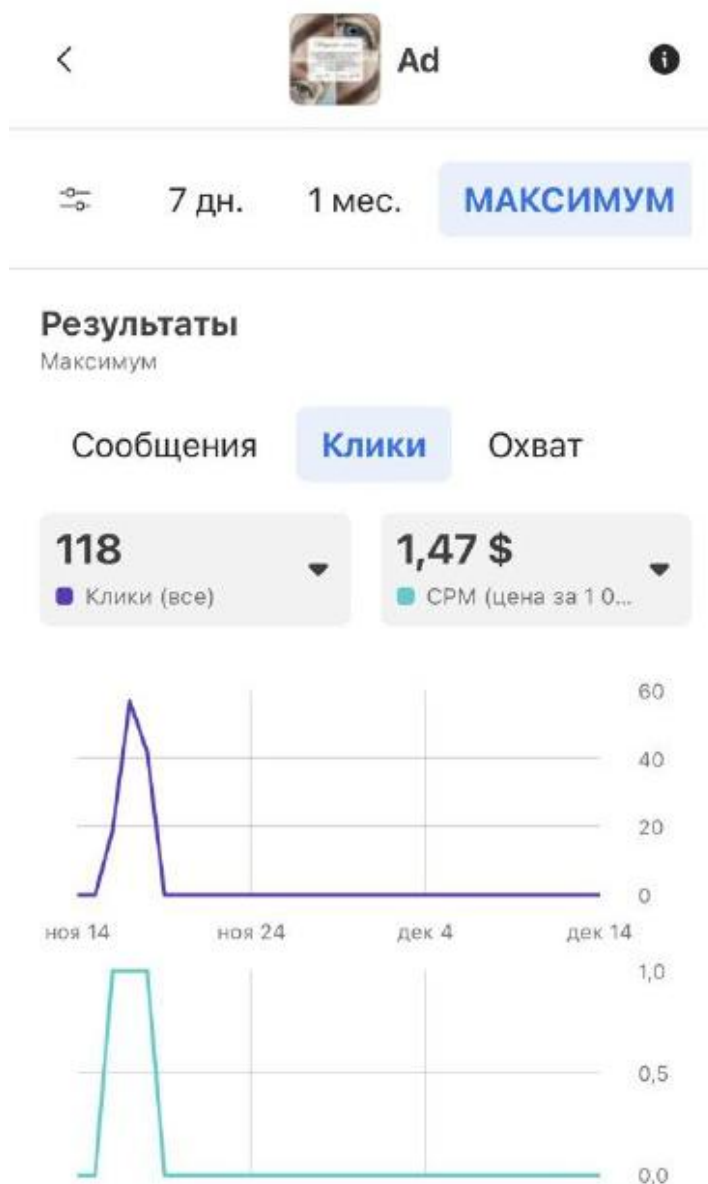 Ad
7 дн. 1 мес. МАКСИМУМ
Результаты
Максимум
Сообщения Клики Охват
118 1,47 $
Клики (все) CPM (цена за 1 0...
60
40
20
0
ноя 14 ноя 24 дек 4 дек 14
1,0
0,5
0,0